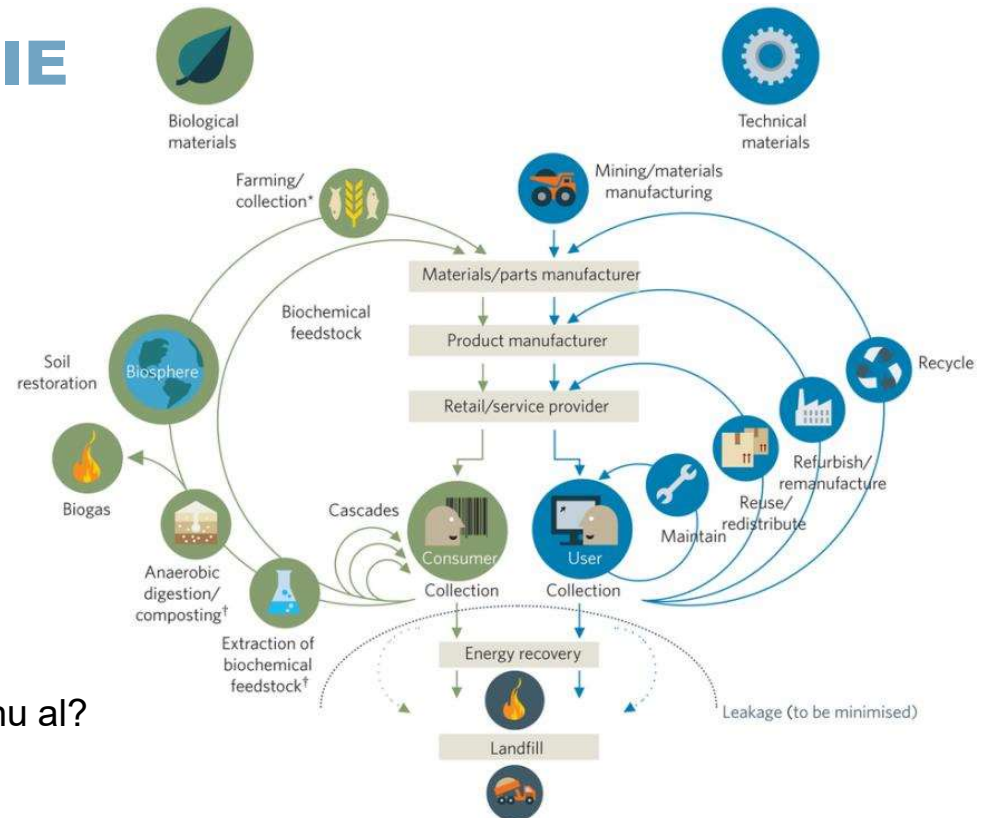 IE
Biological
materials
Technical
materials
Farming/
collection*
Mining/materials
manufacturing
Materials/parts manufacturer
Biochemical
feedstock
Product manufacturer
Soil
restoration
Biosphere
Recycle
Retail/service provider
Refurbish/
remanufacture
Reuse/
redistribute
Biogas
Cascades
Maintain
Consumer
User
Anaerobic
digestion/
composting†
Collection
Collection
Extraction of
biochemical
feedstock†
Energy recovery
nu al?
Leakage (to be minimised)
Landfill